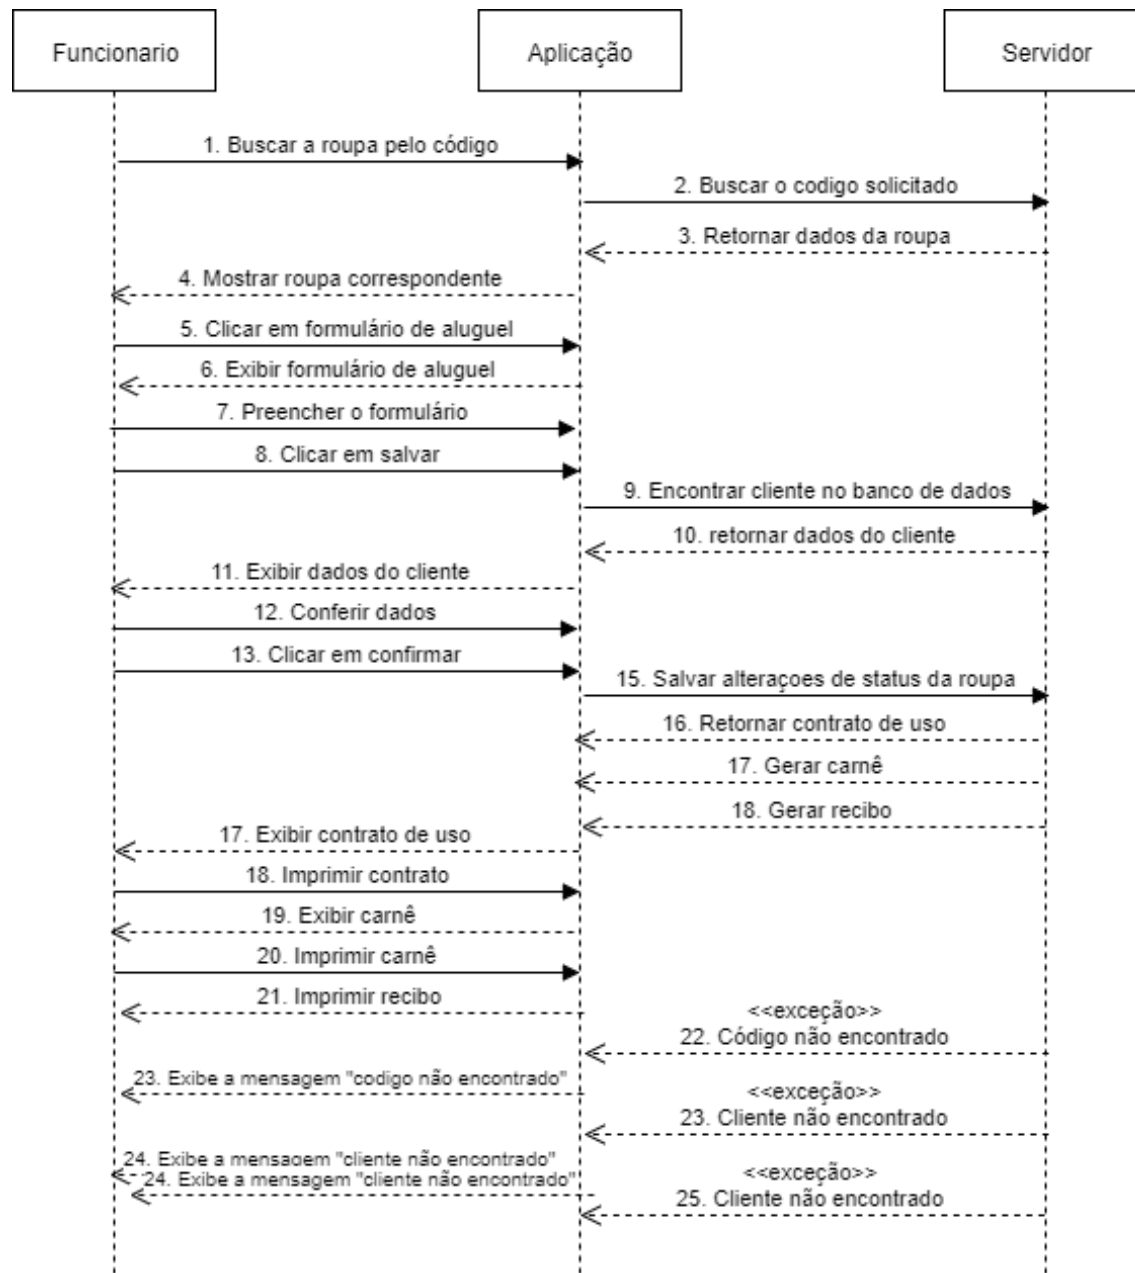 Funcionario
Aplicação
Servidor
1. Buscar a roupa pelo código
2. Buscar o codigo solicitado
3. Retornar dados da roupa
4. Mostrar roupa correspondente
5. Clicar em formulário de aluguel
6. Exibir formulário de aluguel
7. Preencher o formulário
8. Clicar em salvar
9. Encontrar cliente no banco de dados
10. retornar dados do cliente
11. Exibir dados do cliente
12. Conferir dados
13. Clicar em confirmar
15. Salvar alteraçoes de status da roupa
16. Retornar contrato de uso
17. Gerar carnê
18. Gerar recibo
17. Exibir contrato de uso
18. Imprimir contrato
19. Exibir carnê
20. Imprimir carnê
21. Imprimir recibo
<<exceção>>
22. Código não encontrado
23. Exibe a mensagem "codigo não encontrado"
<<exceção>>
23. Cliente não encontrado
24. Exibe a mensagem "cliente não encontrado"
24. Exibe a mensagem "cliente não encontrado"
<<exceção>>
25. Cliente não encontrado